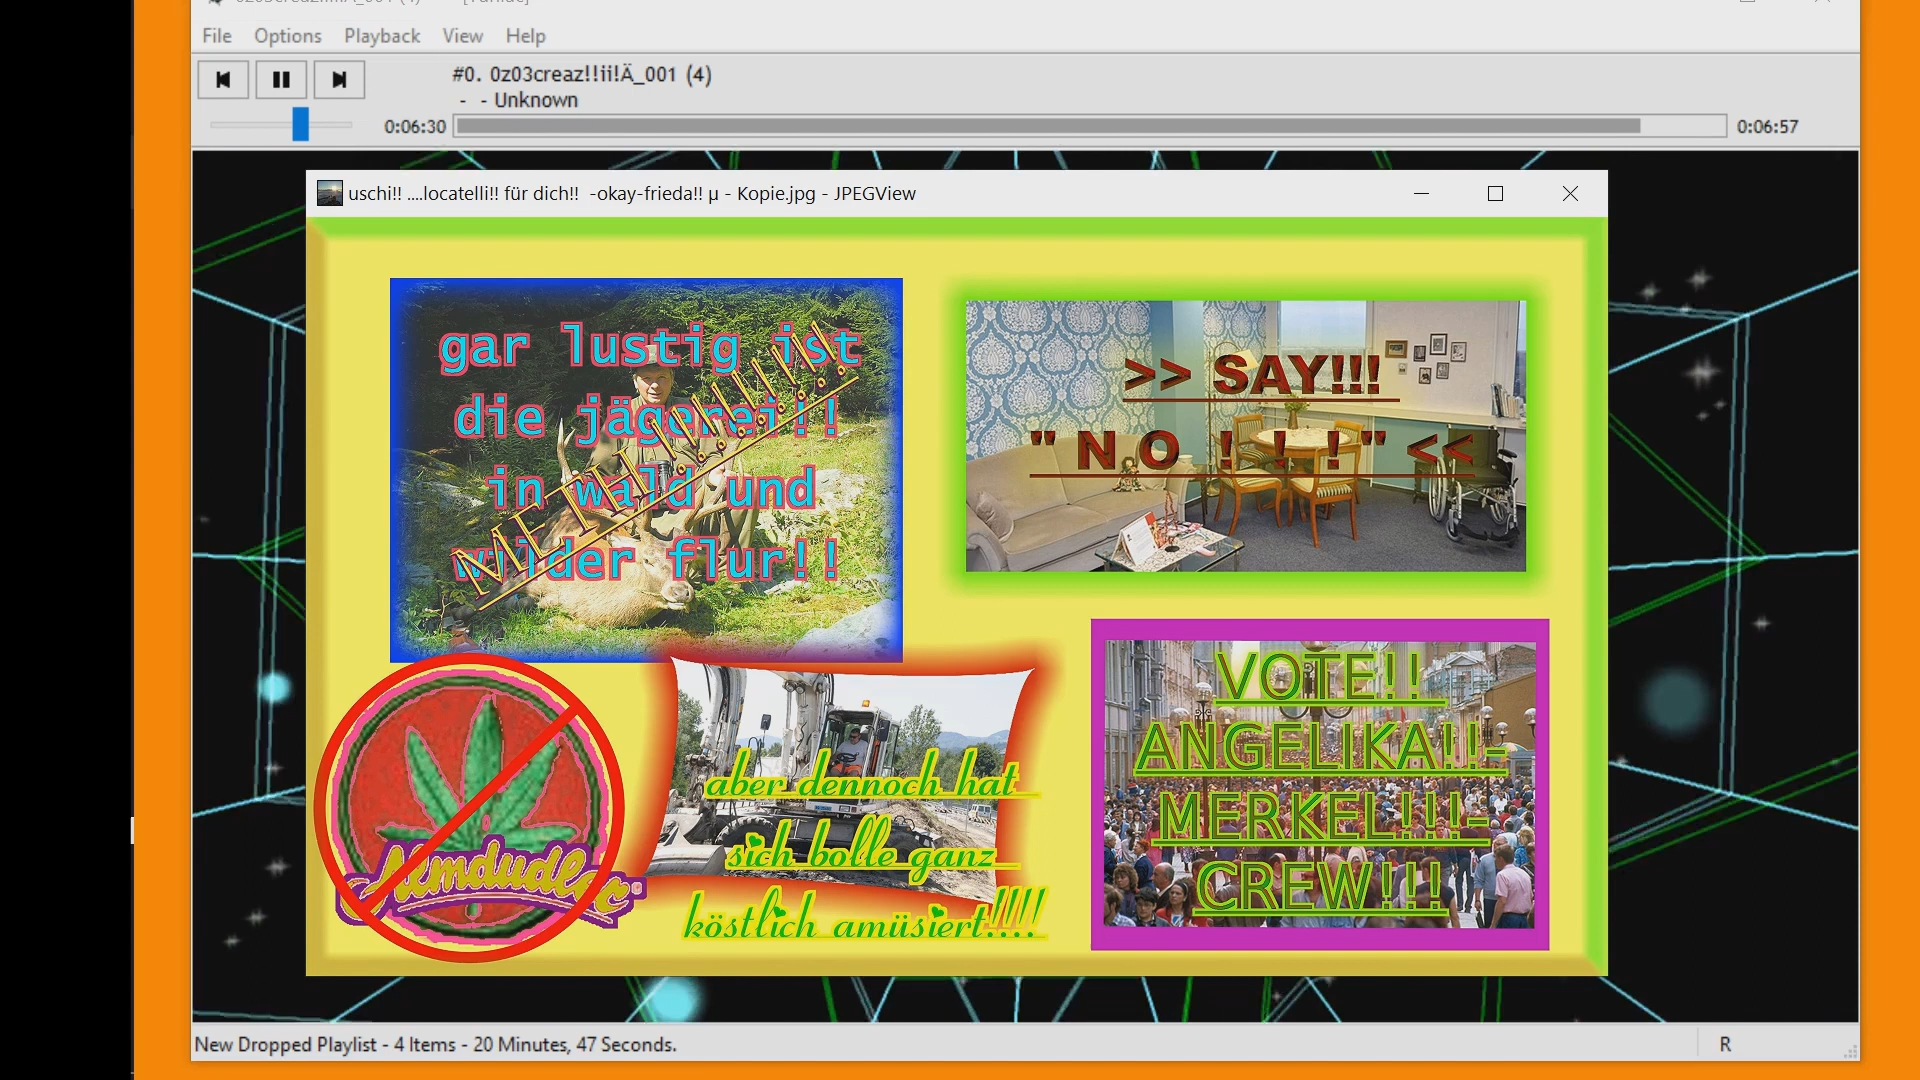 File Options Playback View Help
#0. 0z03creaz!!ii!Ä_001 (4)
- - Unknown
0:06:30
0:06:57
uschi!! ....locatelli!! für dich!! -okay-frieda!! µ - Kopie.jpg - JPEGView
gar lustig ist
die jägerei!!
in wald und
wilder flur!!
>> SAY!!!
" N O ! ! ! " <<
aber dennoch hat
sich bolle ganz
köstlich amüsiert!!!!
VOTE!!
ANGELIKA!!-
MERKEL!!!-
CREW!!!
New Dropped Playlist - 4 Items - 20 Minutes, 47 Seconds.
R